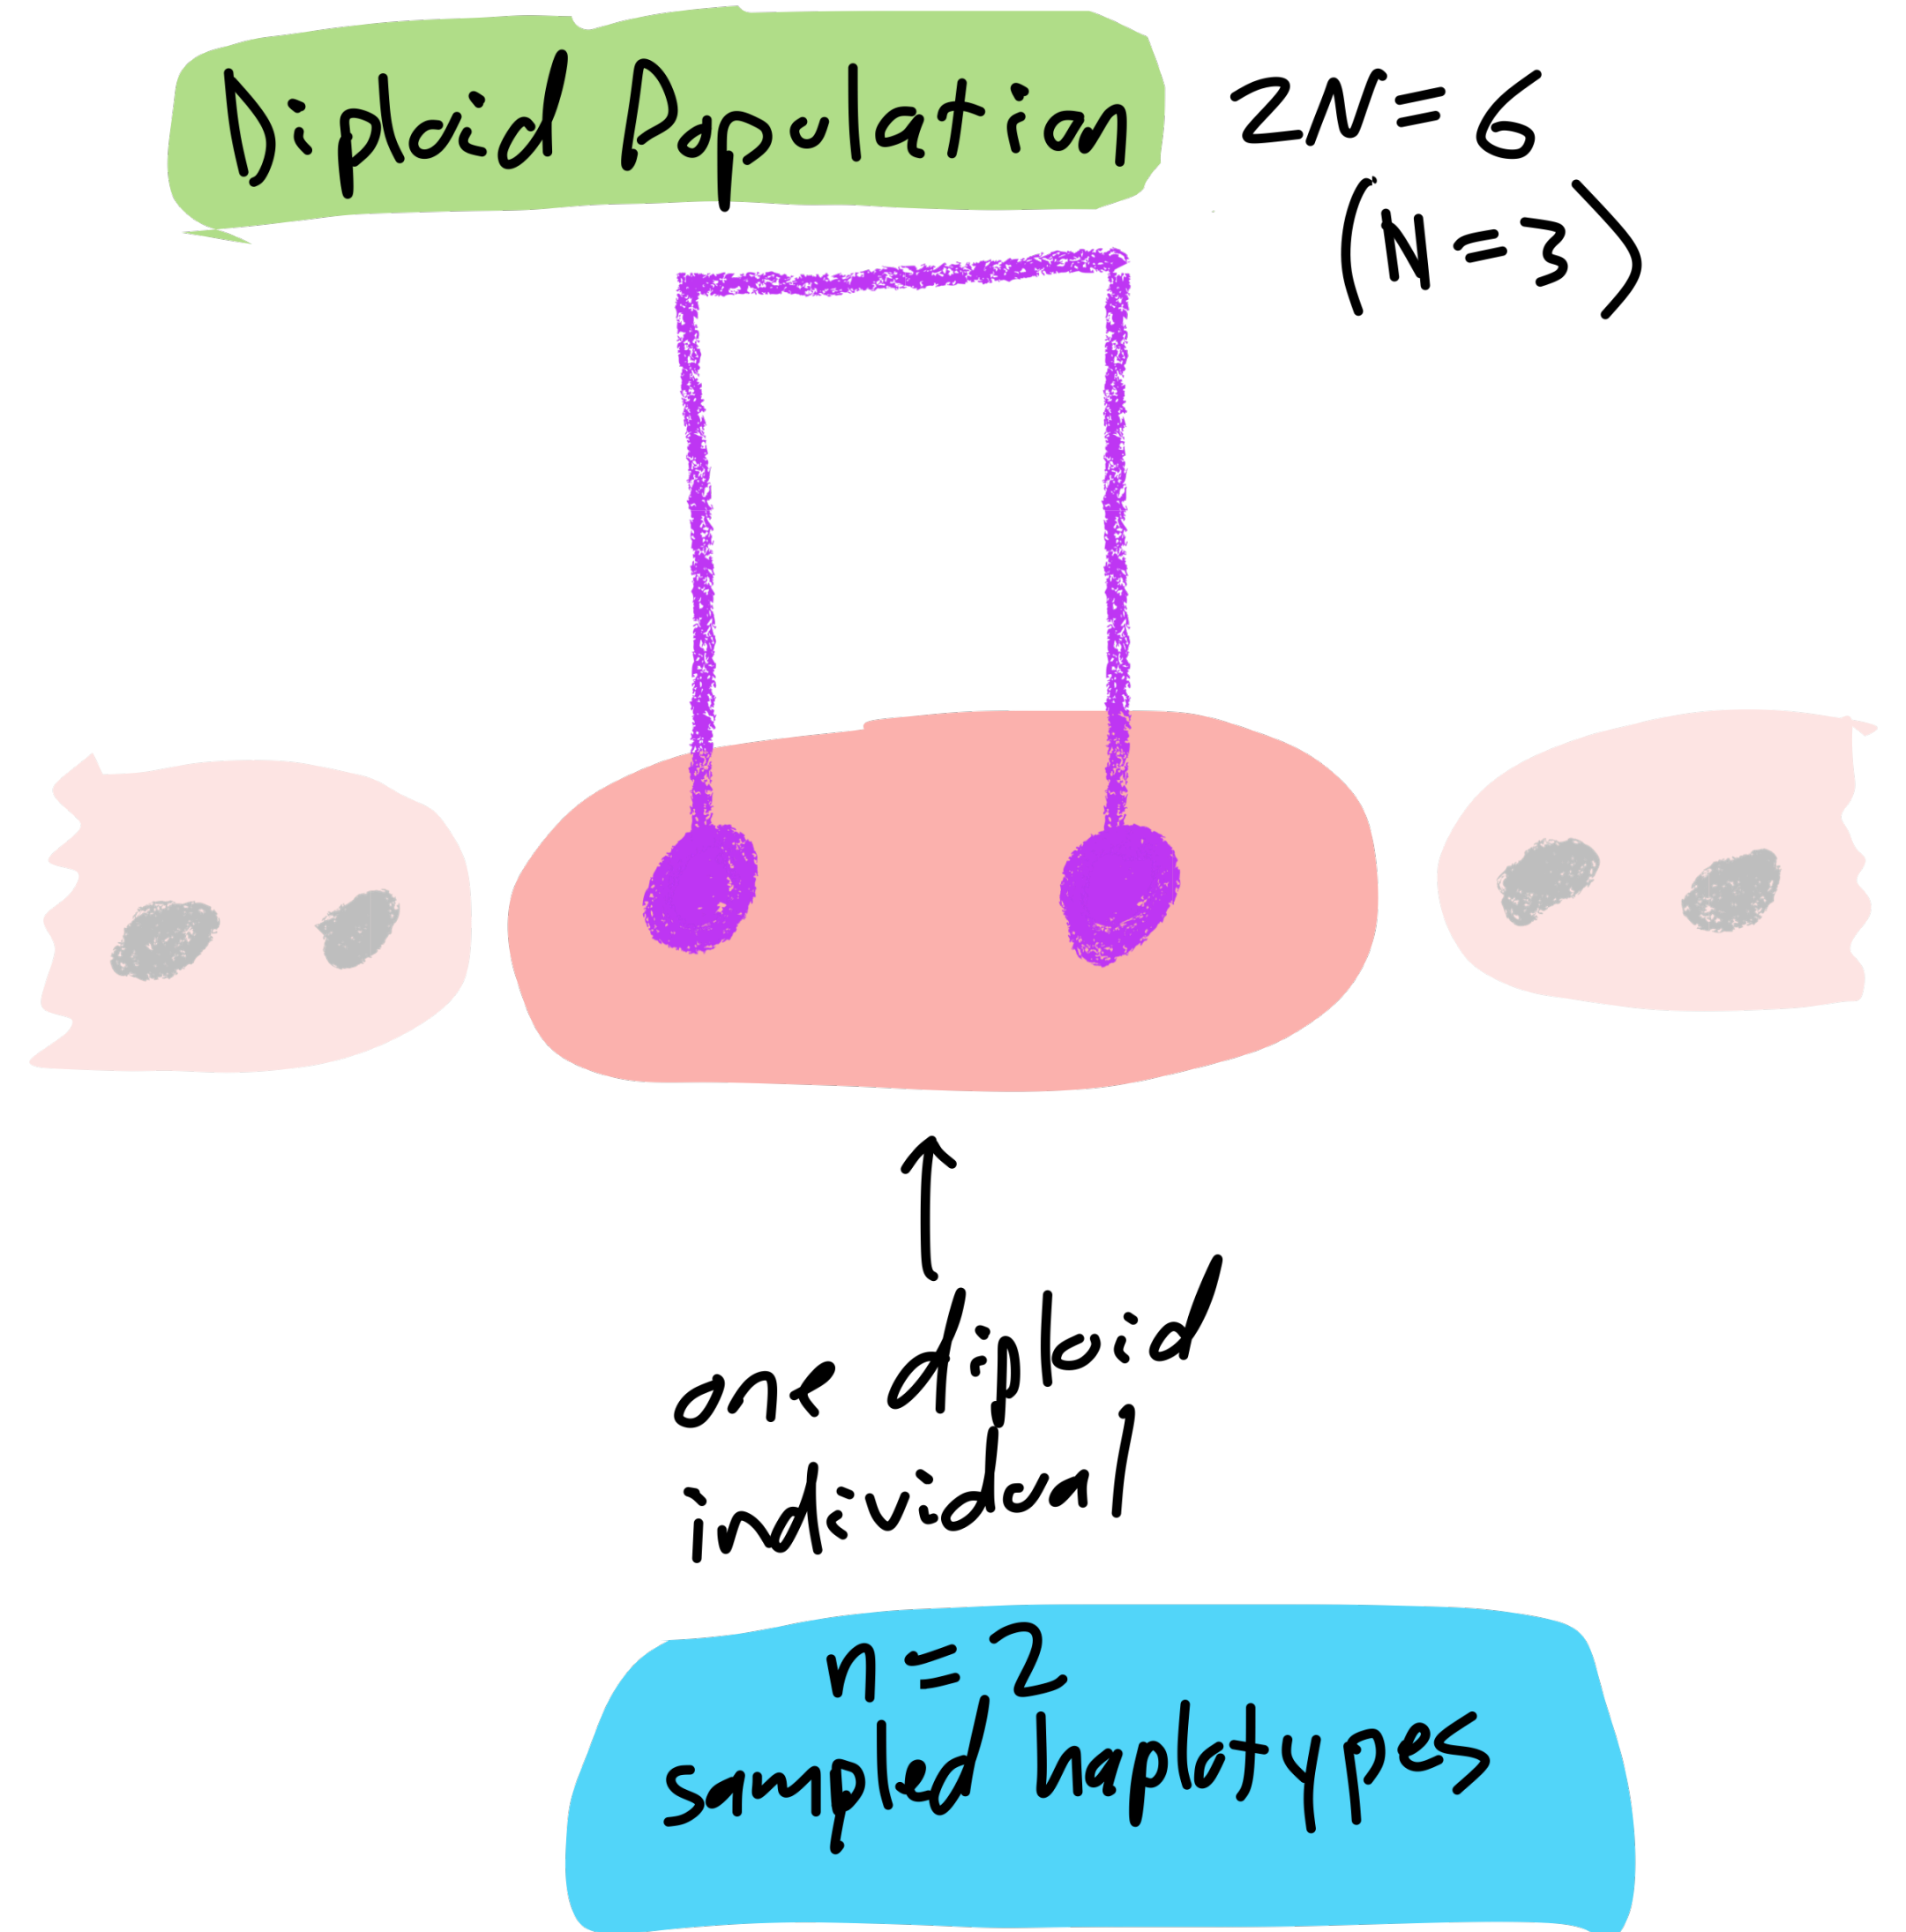 Diploid Population
2N=6
(N=3)
one diploid
individual
n=2
sampled haplotypes